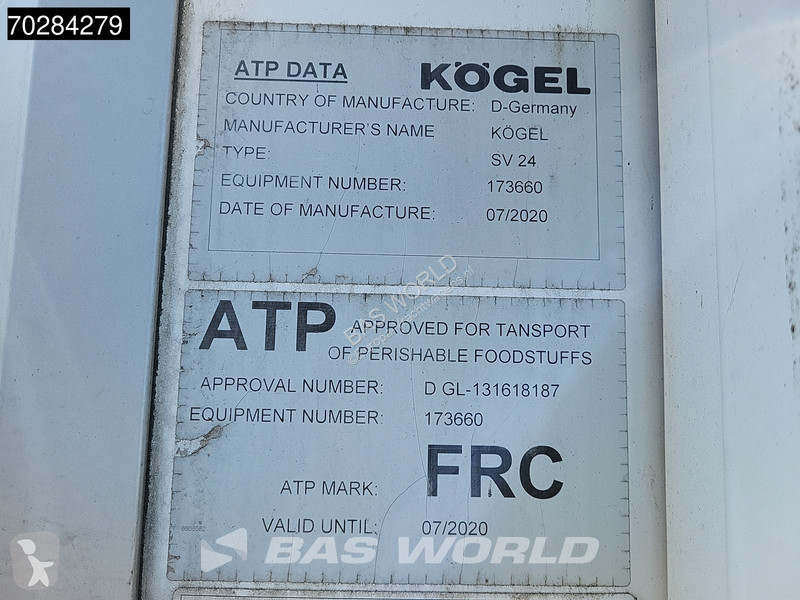 70284279
ATP DATA KÖGEL
COUNTRY OF MANUFACTURE: D-Germany
MANUFACTURER'S NAME KÖGEL
TYPE: SV 24
EQUIPMENT NUMBER: 173660
DATE OF MANUFACTURE: 07/2020
BAS WORLD
ATP APPROVED FOR TANSPORT
OF PERISHABLE FOODSTUFFS
APPROVAL NUMBER: D GL-131618187
EQUIPMENT NUMBER: 173660
ATP MARK: FRC
VALID UNTIL: 07/2020
BAS WORLD